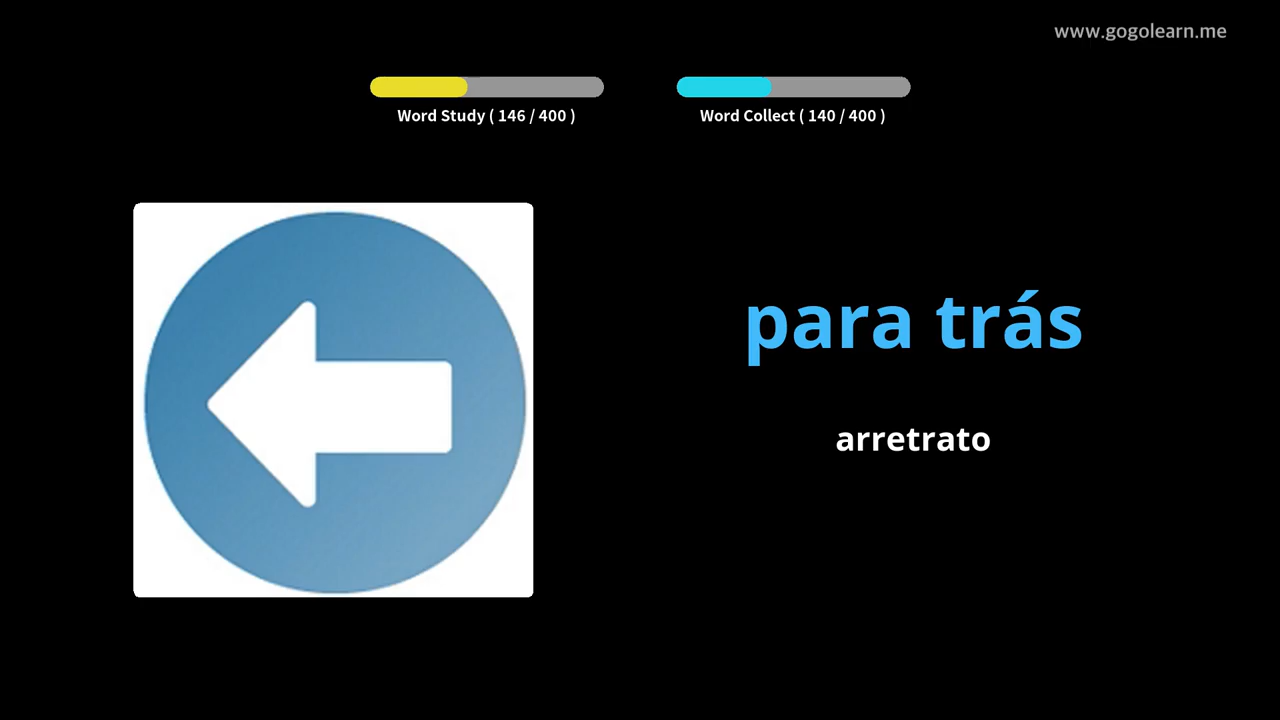 www.gogolearn.me
Word Study ( 146 / 400 )
Word Collect ( 140 / 400 )
para trás
arretrato